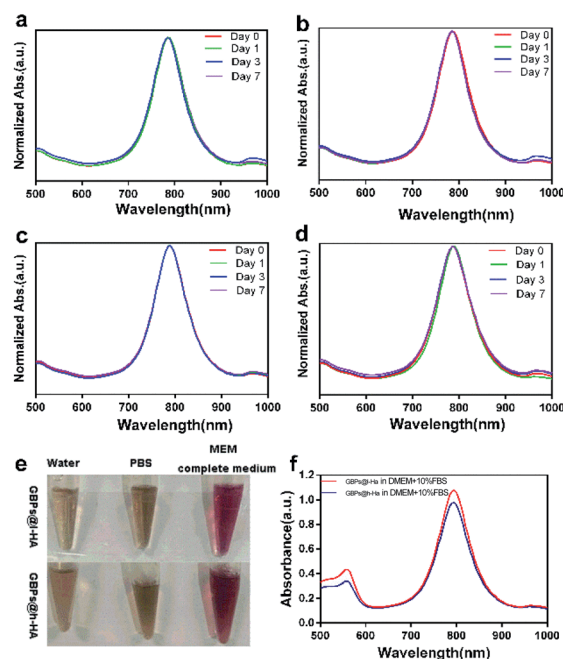 a
Normalized Abs.(a.u.)
Day 0
Day 1
Day 3
Day 7
500 600 700 800 900 1000
Wavelength(nm)
b
Normalized Abs.(a.u.)
Day 0
Day 1
Day 3
Day 7
500 600 700 800 900 1000
Wavelength(nm)
c
Normalized Abs.(a.u.)
Day 0
Day 1
Day 3
Day 7
500 600 700 800 900 1000
Wavelength(nm)
d
Normalized Abs.(a.u.)
Day 0
Day 1
Day 3
Day 7
500 600 700 800 900 1000
Wavelength(nm)
e
Water
PBS
MEM
complete medium
GBPs@l-HA
GBPs@h-HA
f
Absorbance(a.u.)
1.2
1.0
0.8
0.6
0.4
0.2
0.0
GBPs@l-Ha in DMEM+10%FBS
GBPs@h-Ha in DMEM+10%FBS
500 600 700 800 900 1000
Wavelength(nm)